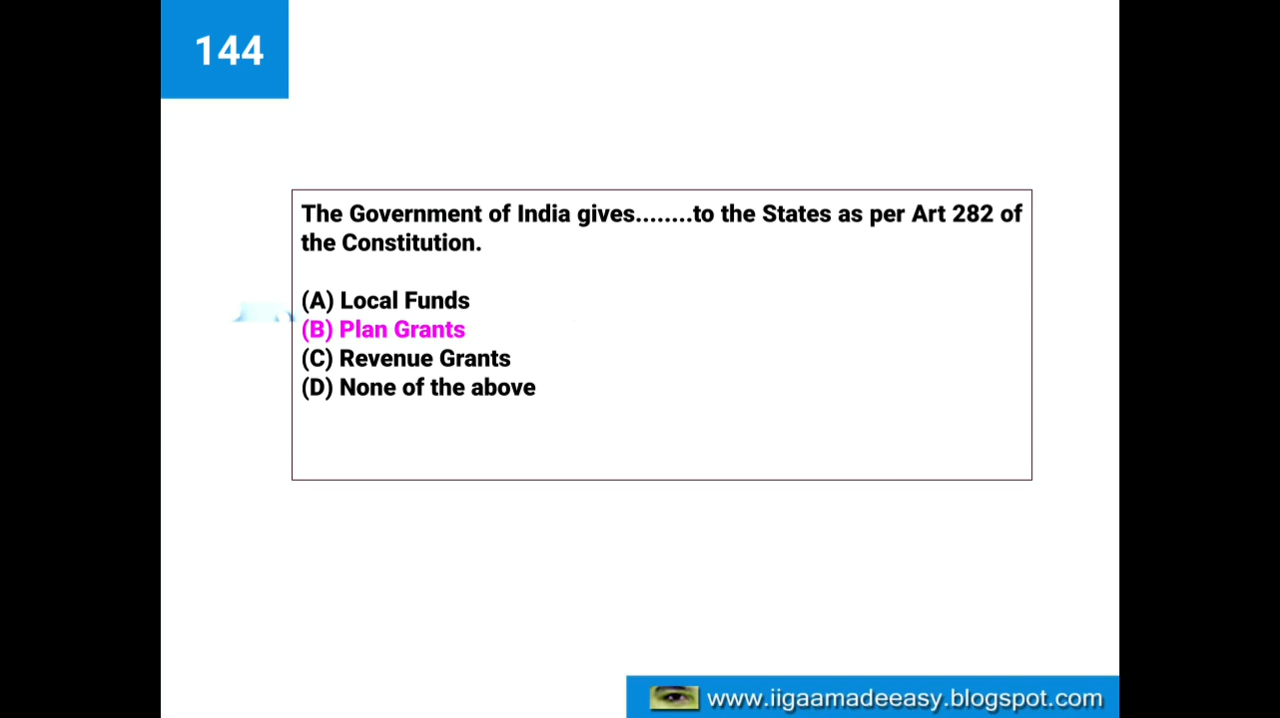 144
The Government of India gives........to the States as per Art 282 of
the Constitution.
(A) Local Funds
(B) Plan Grants
(C) Revenue Grants
(D) None of the above
www.iigaamadeeasy.blogspot.com